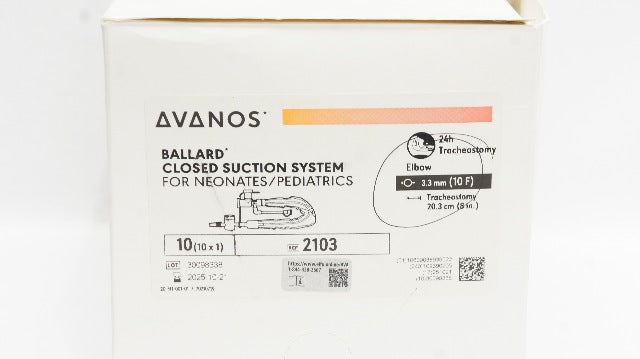 AVANOS*
BALLARD*
CLOSED SUCTION SYSTEM
FOR NEONATES/PEDIATRICS
24h
Tracheostomy
Elbow
3.3 mm (10 F)
Tracheostomy
20.3 cm (8 in.)
10 (10 x 1)
REF 2103
LOT 30098338
2025-10-21